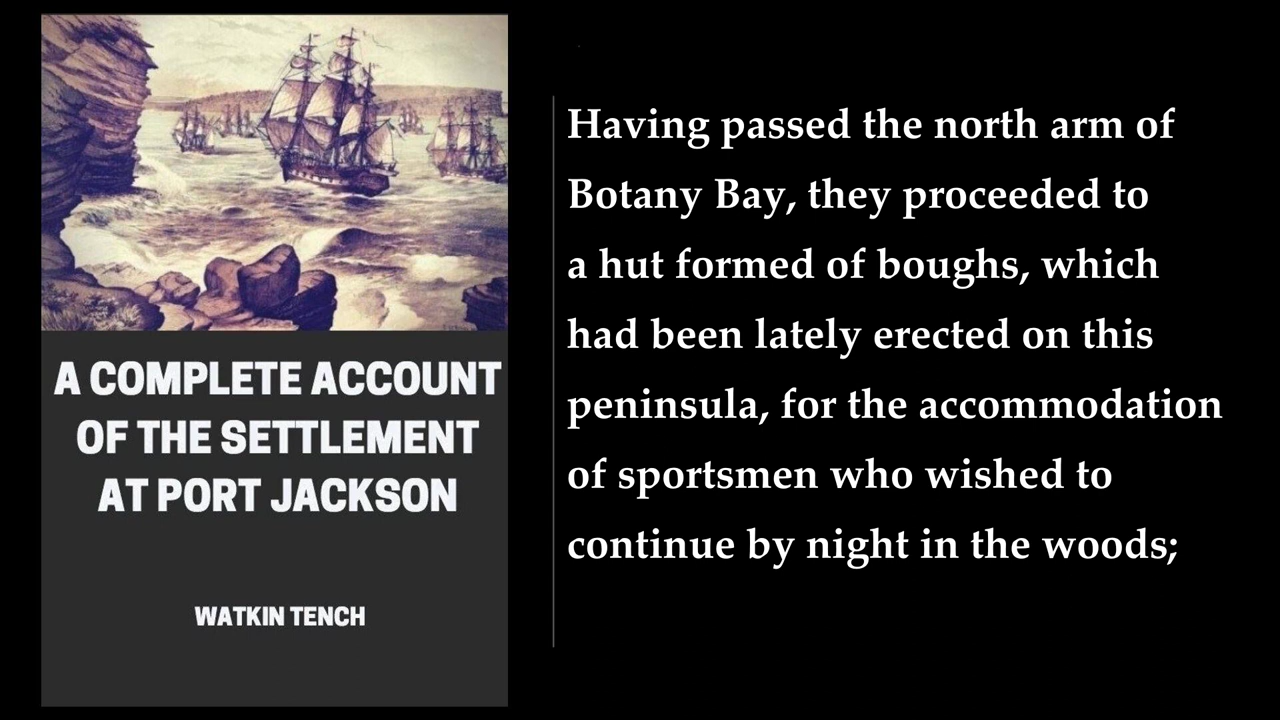 A COMPLETE ACCOUNT
OF THE SETTLEMENT
AT PORT JACKSON
WATKIN TENCH
Having passed the north arm of
Botany Bay, they proceeded to
a hut formed of boughs, which
had been lately erected on this
peninsula, for the accommodation
of sportsmen who wished to
continue by night in the woods;